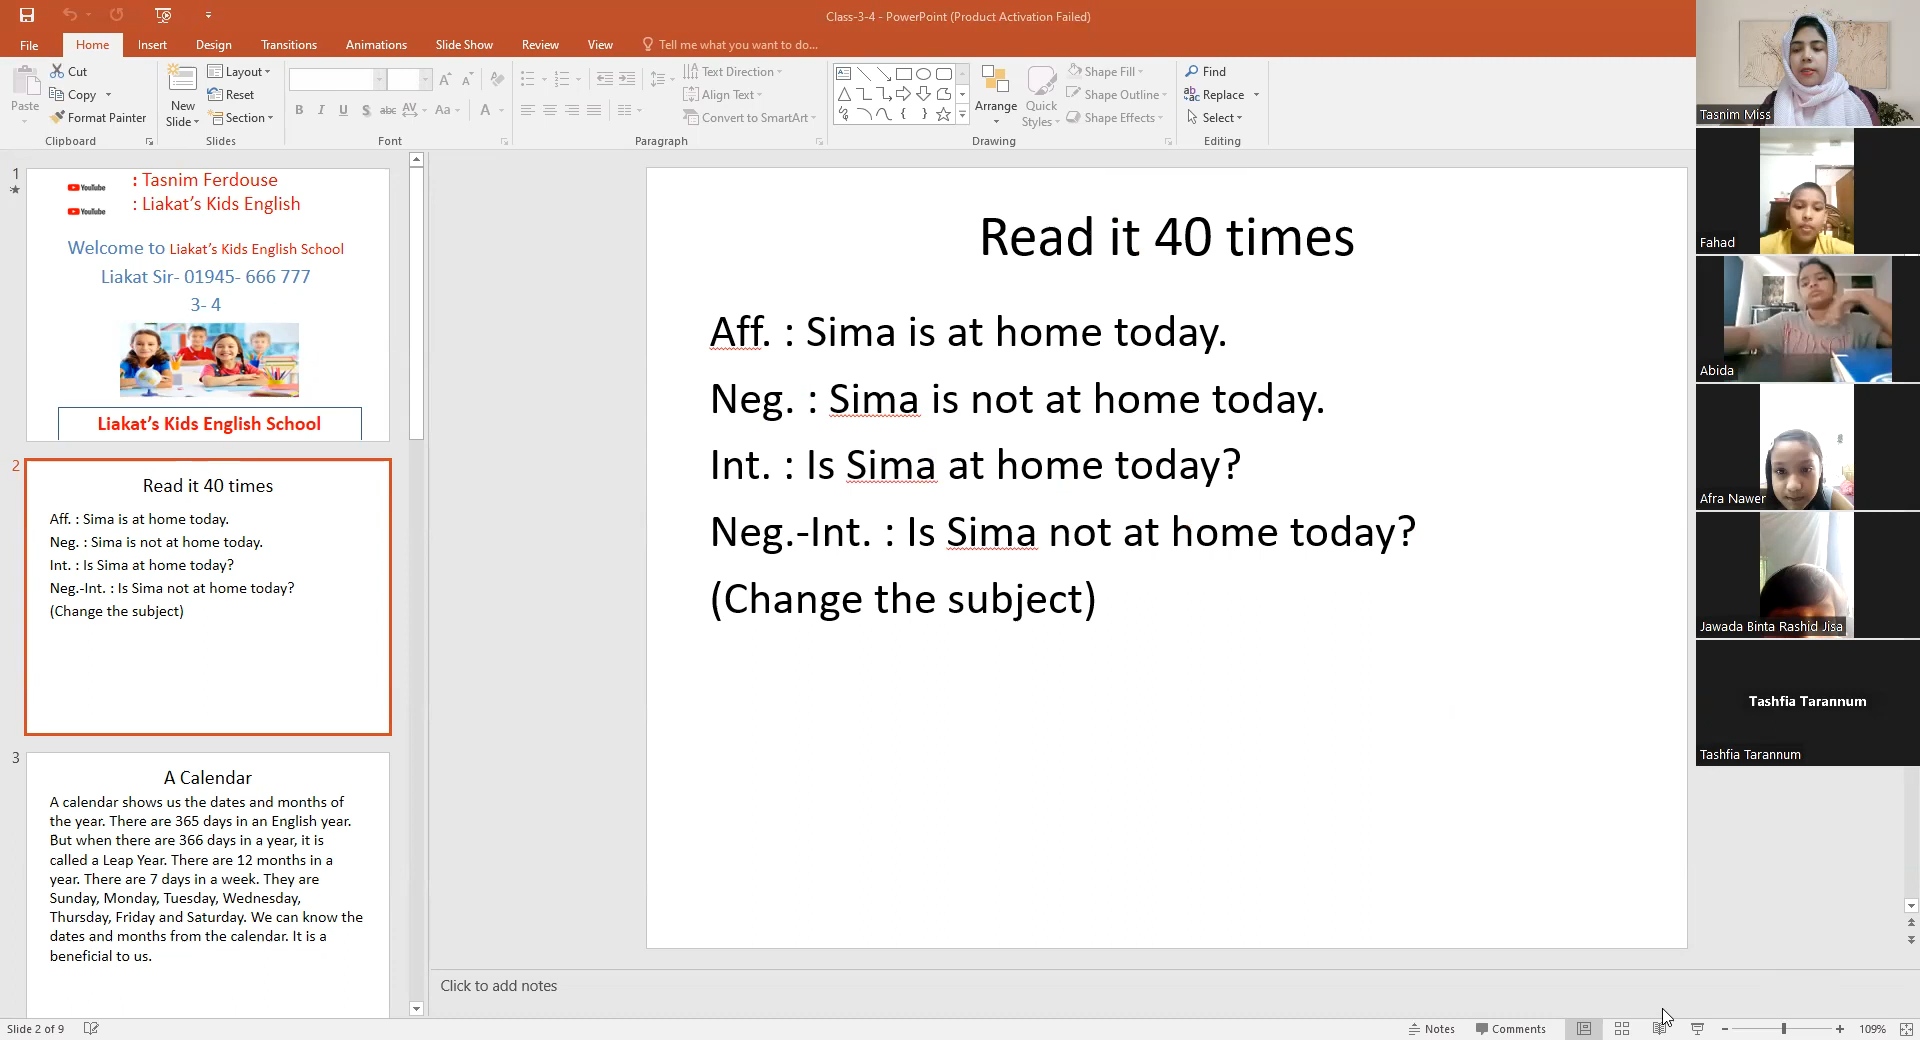 Class-3-4 - PowerPoint (Product Activation Failed)
File
Home
Insert
Design
Transitions
Animations
Slide Show
Review
View
Tell me what you want to do...
Paste
Cut
Copy
Format Painter
Clipboard
New
Slide
Layout
Reset
Section
Slides
Font
Text Direction
Align Text
Convert to SmartArt
Paragraph
Arrange
Quick
Styles
Shape Fill
Shape Outline
Shape Effects
Drawing
Find
Replace
Select
Editing
1
YouTube : Tasnim Ferdouse
YouTube : Liakat’s Kids English
Welcome to Liakat’s Kids English School
Liakat Sir- 01945- 666 777
3- 4
Liakat’s Kids English School
2
Read it 40 times
Aff. : Sima is at home today.
Neg. : Sima is not at home today.
Int. : Is Sima at home today?
Neg.-Int. : Is Sima not at home today?
(Change the subject)
3
A Calendar
A calendar shows us the dates and months of
the year. There are 365 days in an English year.
But when there are 366 days in a year, it is
called a Leap Year. There are 12 months in a
year. There are 7 days in a week. They are
Sunday, Monday, Tuesday, Wednesday,
Thursday, Friday and Saturday. We can know the
dates and months from the calendar. It is a
beneficial to us.
Read it 40 times
Aff. : Sima is at home today.
Neg. : Sima is not at home today.
Int. : Is Sima at home today?
Neg.-Int. : Is Sima not at home today?
(Change the subject)
Click to add notes
Tasnim Miss
Fahad
Abida
Afra Nawer
Jawada Binta Rashid Jisa
Tashfia Tarannum
Tashfia Tarannum
Slide 2 of 9
Notes
Comments
109%